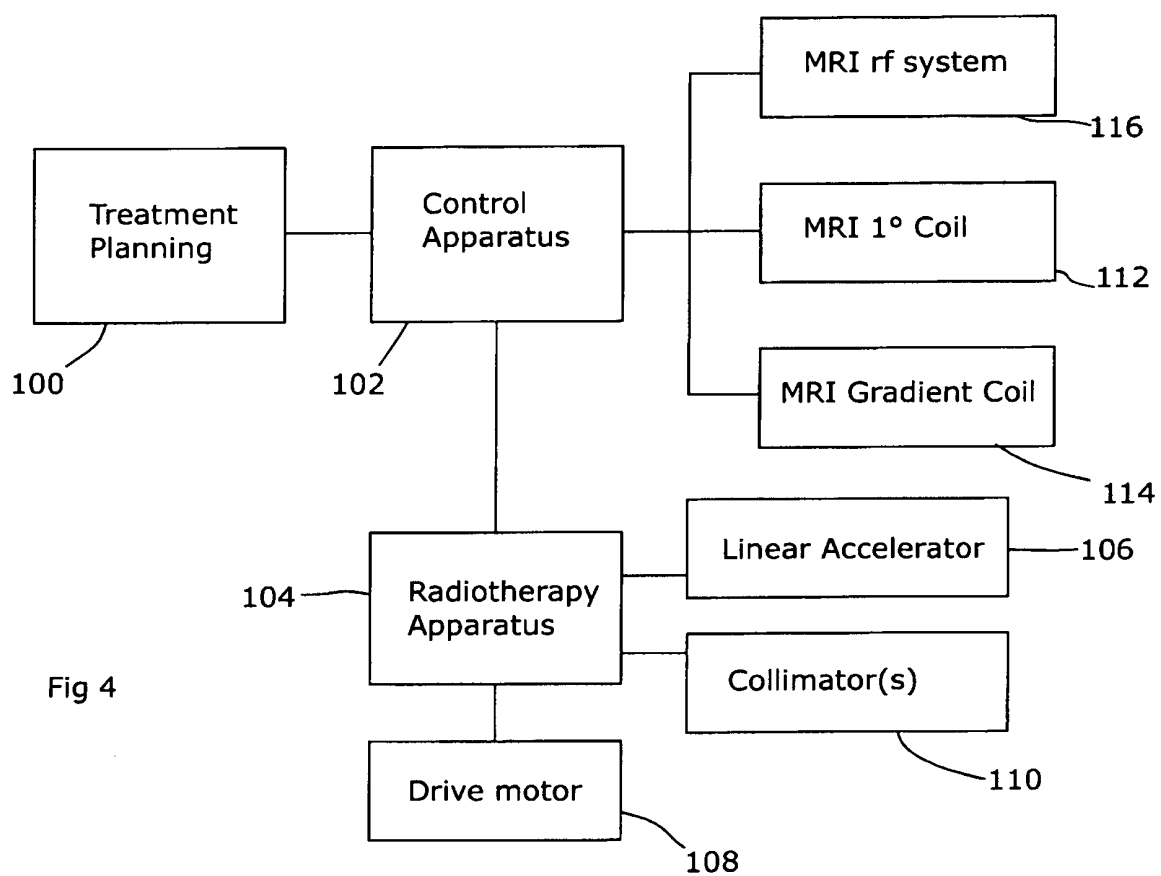 MRI rf system
116
Treatment
Planning
100
Control
Apparatus
102
MRI 1° Coil
112
MRI Gradient Coil
114
Linear Accelerator
106
104
Radiotherapy
Apparatus
Collimator(s)
110
Fig 4
Drive motor
108